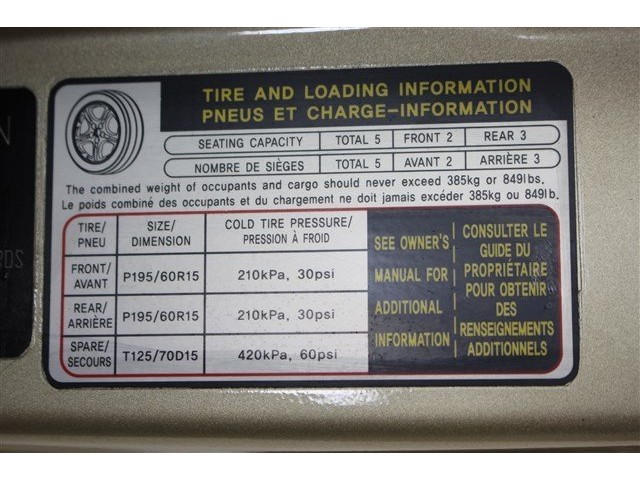 TIRE AND LOADING INFORMATION
PNEUS ET CHARGE–INFORMATION
SEATING CAPACITY TOTAL 5 FRONT 2 REAR 3
NOMBRE DE SIÈGES TOTAL 5 AVANT 2 ARRIÈRE 3
The combined weight of occupants and cargo should never exceed 385kg or 849lbs.
Le poids combiné des occupants et du chargement ne doit jamais excéder 385kg ou 849lb.
TIRE/
PNEU
SIZE/
DIMENSION
COLD TIRE PRESSURE/
PRESSION À FROID
FRONT/
AVANT
P195/60R15
210kPa, 30psi
REAR/
ARRIÈRE
P195/60R15
210kPa, 30psi
SPARE/
SECOURS
T125/70D15
420kPa, 60psi
SEE OWNER'S
MANUAL FOR
ADDITIONAL
INFORMATION
CONSULTER LE
GUIDE DU
PROPRIÉTAIRE
POUR OBTENIR
DES
RENSEIGNEMENTS
ADDITIONNELS
N
RDS